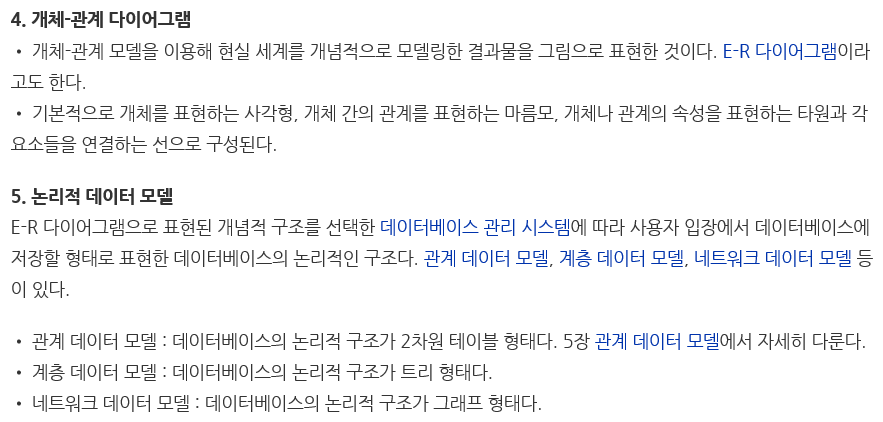 4. 개체-관계 다이어그램
• 개체-관계 모델을 이용해 현실 세계를 개념적으로 모델링한 결과물을 그림으로 표현한 것이다. E-R 다이어그램이라
고도 한다.
• 기본적으로 개체를 표현하는 사각형, 개체 간의 관계를 표현하는 마름모, 개체나 관계의 속성을 표현하는 타원과 각
요소들을 연결하는 선으로 구성된다.
5. 논리적 데이터 모델
E-R 다이어그램으로 표현된 개념적 구조를 선택한 데이터베이스 관리 시스템에 따라 사용자 입장에서 데이터베이스에
저장할 형태로 표현한 데이터베이스의 논리적인 구조다. 관계 데이터 모델, 계층 데이터 모델, 네트워크 데이터 모델 등
이 있다.
• 관계 데이터 모델 : 데이터베이스의 논리적 구조가 2차원 테이블 형태다. 5장 관계 데이터 모델에서 자세히 다룬다.
• 계층 데이터 모델 : 데이터베이스의 논리적 구조가 트리 형태다.
• 네트워크 데이터 모델 : 데이터베이스의 논리적 구조가 그래프 형태다.